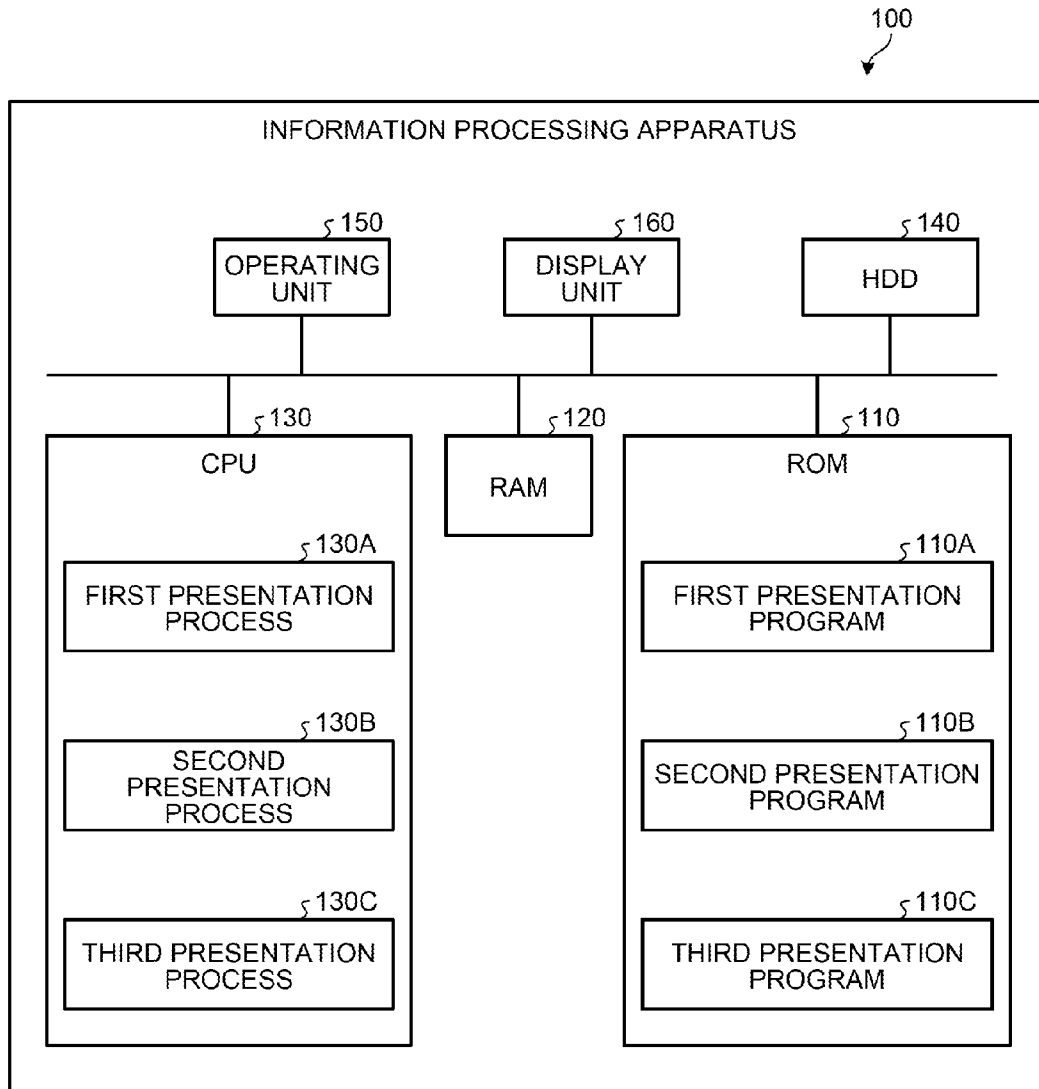 100
INFORMATION PROCESSING APPARATUS
150
OPERATING
UNIT
160
DISPLAY
UNIT
140
HDD
130
CPU
120
RAM
110
ROM
130A
FIRST PRESENTATION
PROCESS
110A
FIRST PRESENTATION
PROGRAM
130B
SECOND
PRESENTATION
PROCESS
110B
SECOND PRESENTATION
PROGRAM
130C
THIRD PRESENTATION
PROCESS
110C
THIRD PRESENTATION
PROGRAM